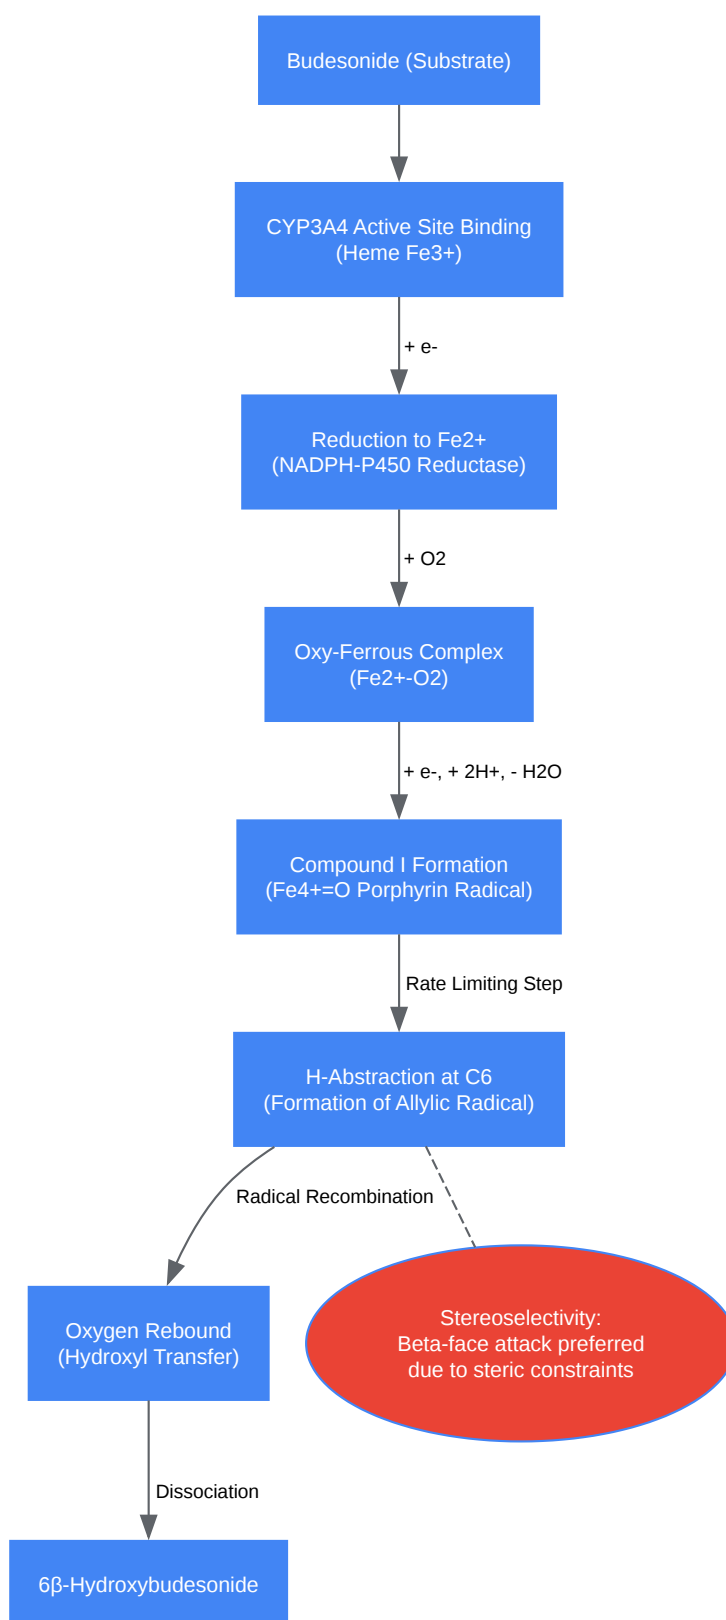 Budesonide (Substrate)
CYP3A4 Active Site Binding
(Heme Fe3+)
+ e-
Reduction to Fe2+
(NADPH-P450 Reductase)
+ O2
Oxy-Ferrous Complex
(Fe2+-O2)
+ e-, + 2H+, - H2O
Compound I Formation
(Fe4+=O Porphyrin Radical)
Rate Limiting Step
H-Abstraction at C6
(Formation of Allylic Radical)
Radical Recombination
Oxygen Rebound
(Hydroxyl Transfer)
Stereoselectivity:
Beta-face attack preferred
due to steric constraints
Dissociation
6β-Hydroxybudesonide